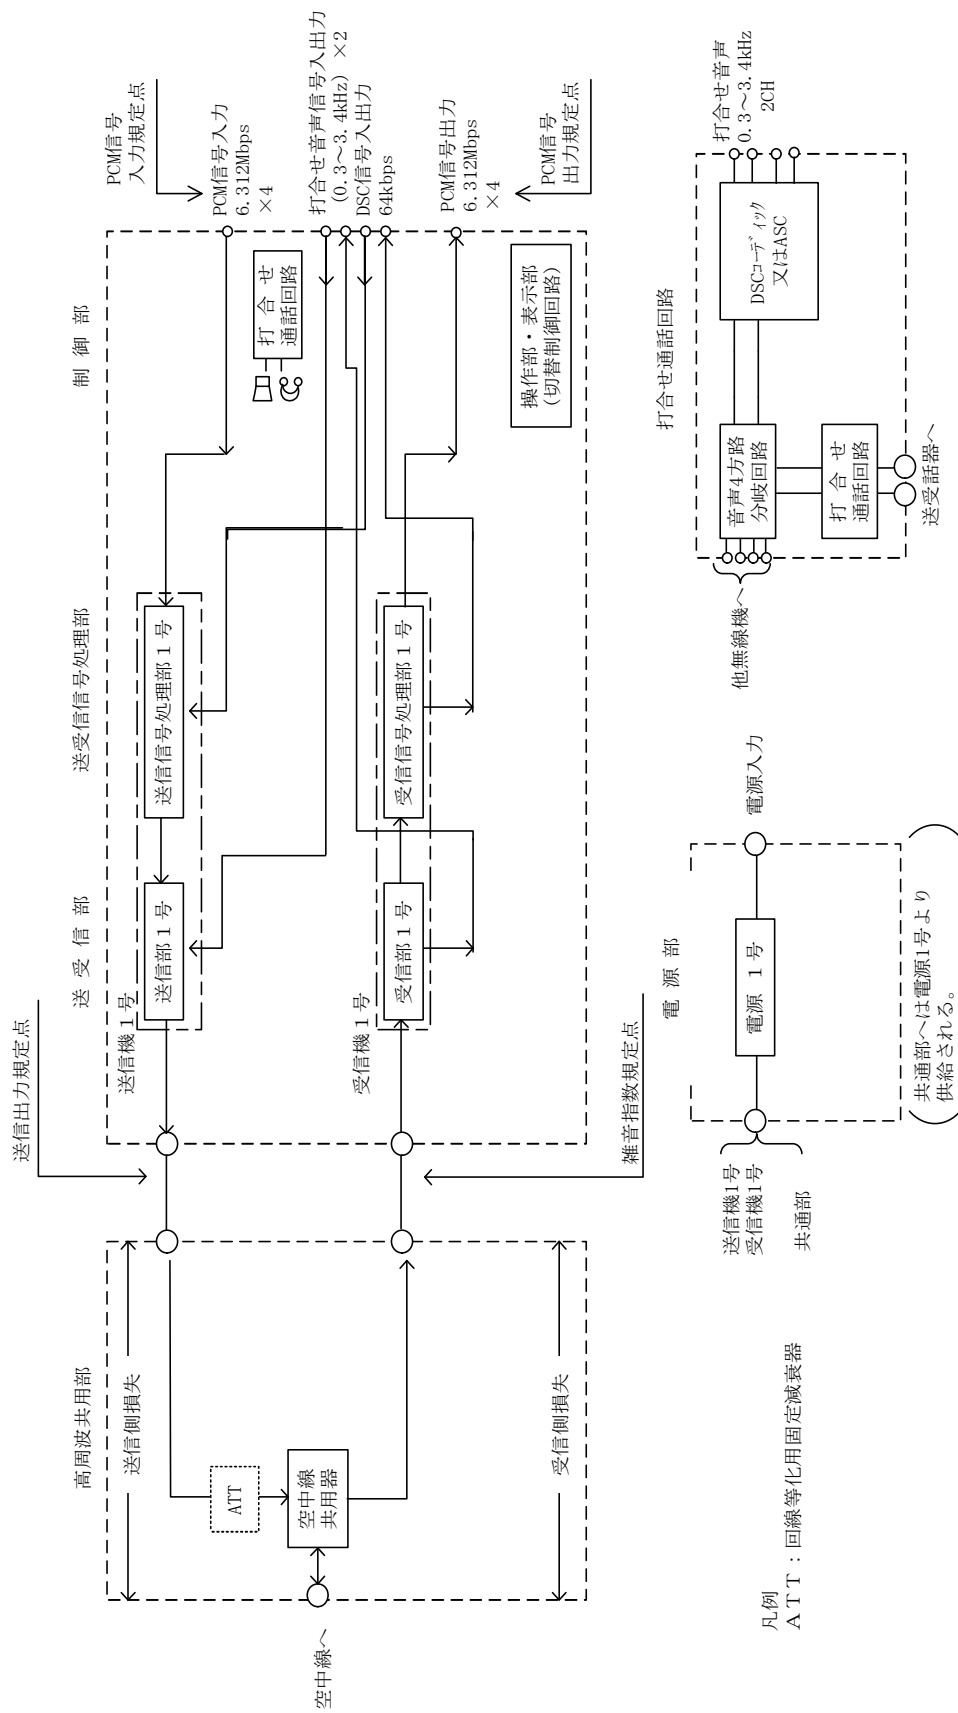 高周波共用部
送信側損失
ATT
空中線
共用器
空中線へ
受信側損失
送信出力規定点
雑音指数規定点
送 受 信 部
送受信信号処理部
制 御 部
送信機１号
送信部１号
送信信号処理部１号
受信機１号
受信部１号
受信信号処理部１号
打 合 せ
通話回路
操作部・表示部
(切替制御回路)
PCM信号
入力規定点
PCM信号入力
6.312Mbps
×4
打合せ音声信号入出力
(0.3～3.4kHz) ×2
DSC信号入出力
64kbps
PCM信号出力
6.312Mbps
×4
PCM信号
出力規定点
凡例
ＡＴＴ：回線等化用固定減衰器
電 源 部
送信機1号
受信機1号
共通部
電源 １号
電源入力
共通部へは電源1号より
供給される。
打合せ通話回路
他無線機へ
音声4方路
分岐回路
DSCｺｰﾃﾞｨｯｸ
又はASC
打 合 せ
通話回路
送受話器へ
打合せ音声
0.3～3.4kHz
2CH